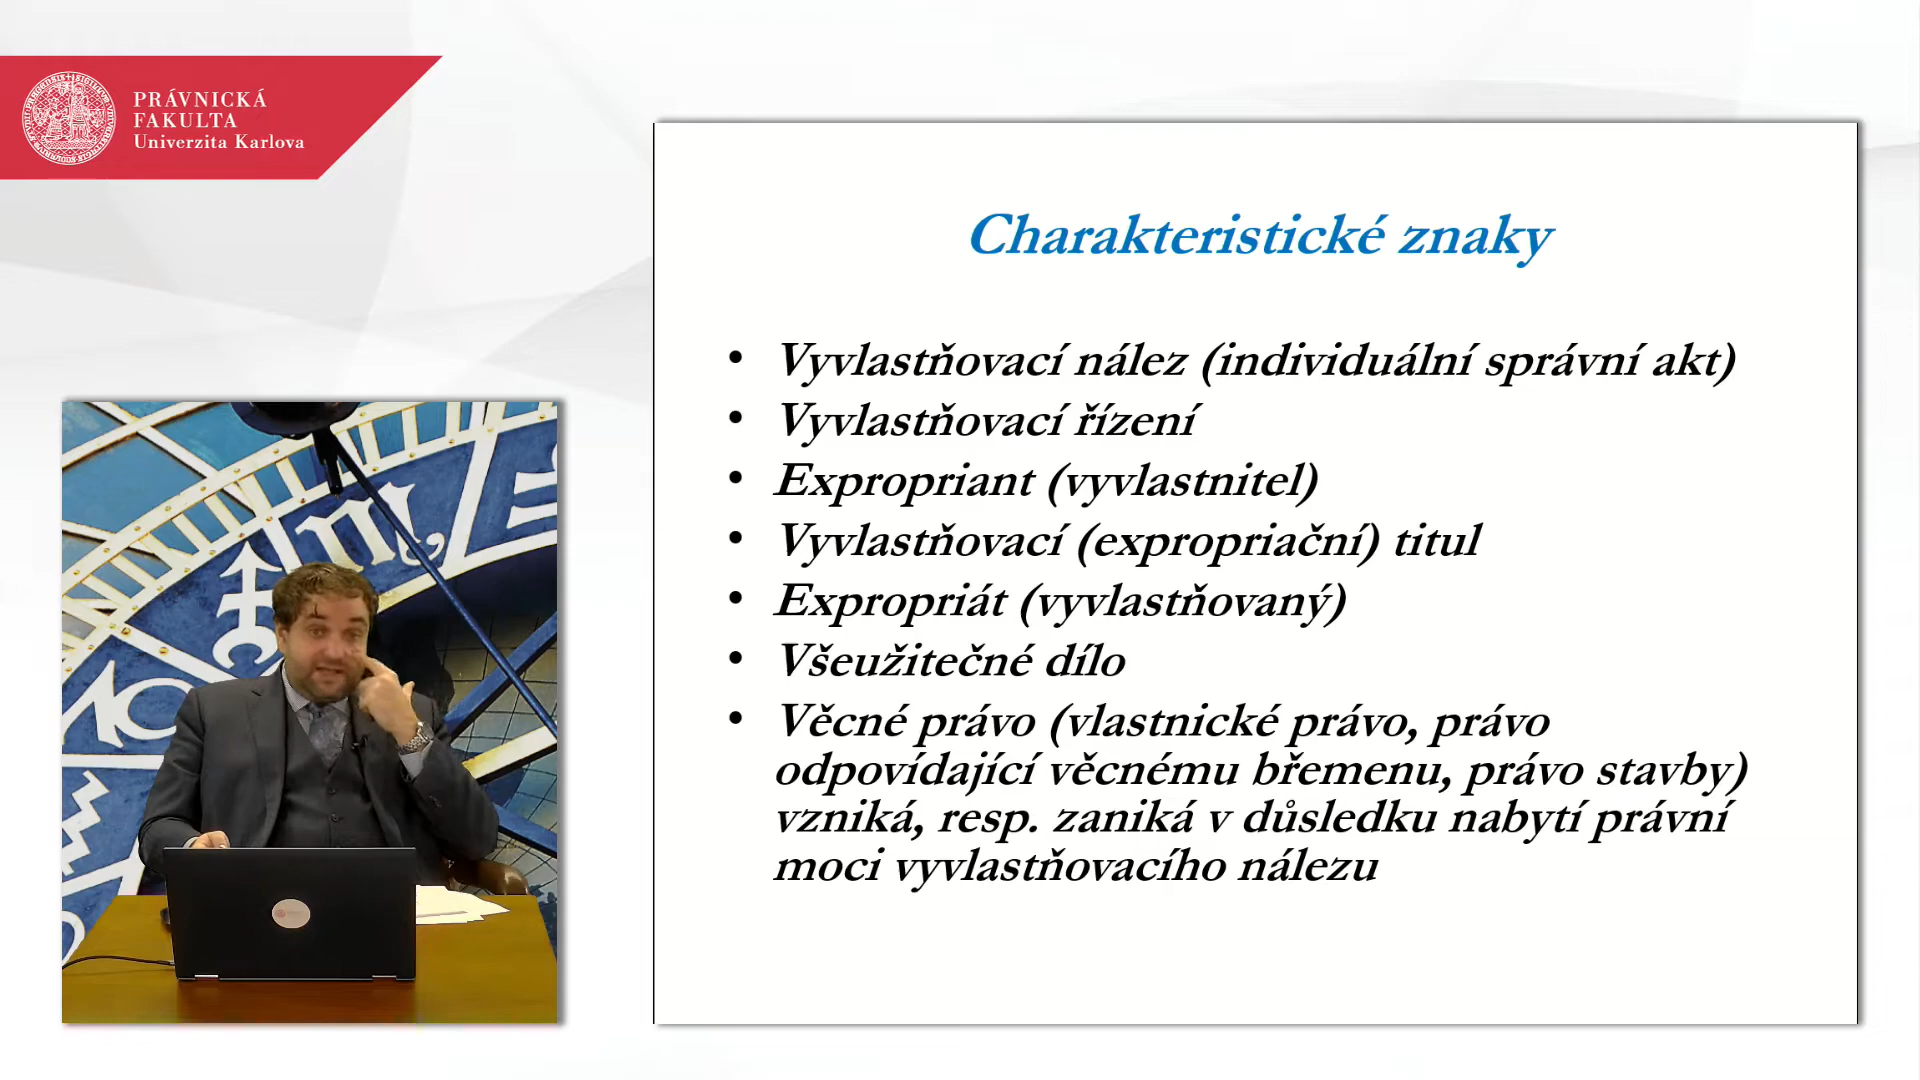 PRÁVNICKÁ
FAKULTA
Univerzita Karlova
Charakteristické znaky
• Vyvlastňovací nález (individuální správní akt)
• Vyvlastňovací řízení
• Expropriant (vyvlastnitel)
• Vyvlastňovací (expropriační) titul
• Expropriát (vyvlastňovaný)
• Všeužitečné dílo
• Věcné právo (vlastnické právo, právo
odpovídající věcnému břemenu, právo stavby)
vzniká, resp. zaniká v důsledku nabytí právní
moci vyvlastňovacího nálezu